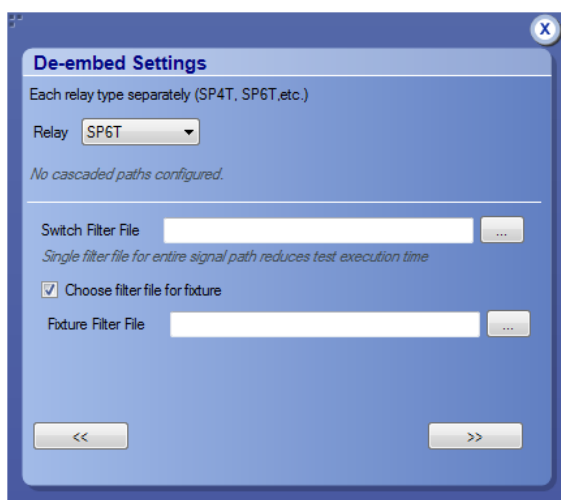 X
De-embed Settings
Each relay type separately (SP4T, SP6T,etc.)
Relay SP6T
No cascaded paths configured.
Switch Filter File ...
Single filter file for entire signal path reduces test execution time
Choose filter file for fixture
Fixture Filter File ...
<< >>